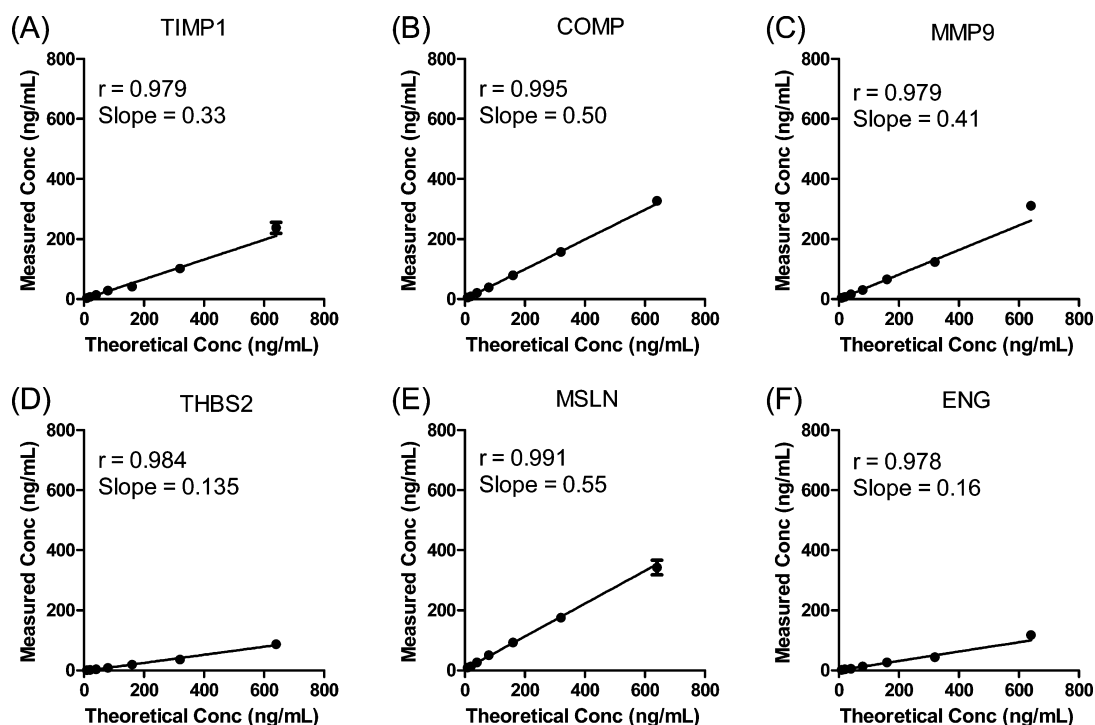 (A) TIMP1
r = 0.979
Slope = 0.33
Measured Conc (ng/mL)
800
600
400
200
0
0 200 400 600 800
Theoretical Conc (ng/mL)
(B) COMP
r = 0.995
Slope = 0.50
Measured Conc (ng/mL)
800
600
400
200
0
0 200 400 600 800
Theoretical Conc (ng/mL)
(C) MMP9
r = 0.979
Slope = 0.41
Measured Conc (ng/mL)
800
600
400
200
0
0 200 400 600 800
Theoretical Conc (ng/mL)
(D) THBS2
r = 0.984
Slope = 0.135
Measured Conc (ng/mL)
800
600
400
200
0
0 200 400 600 800
Theoretical Conc (ng/mL)
(E) MSLN
r = 0.991
Slope = 0.55
Measured Conc (ng/mL)
800
600
400
200
0
0 200 400 600 800
Theoretical Conc (ng/mL)
(F) ENG
r = 0.978
Slope = 0.16
Measured Conc (ng/mL)
800
600
400
200
0
0 200 400 600 800
Theoretical Conc (ng/mL)